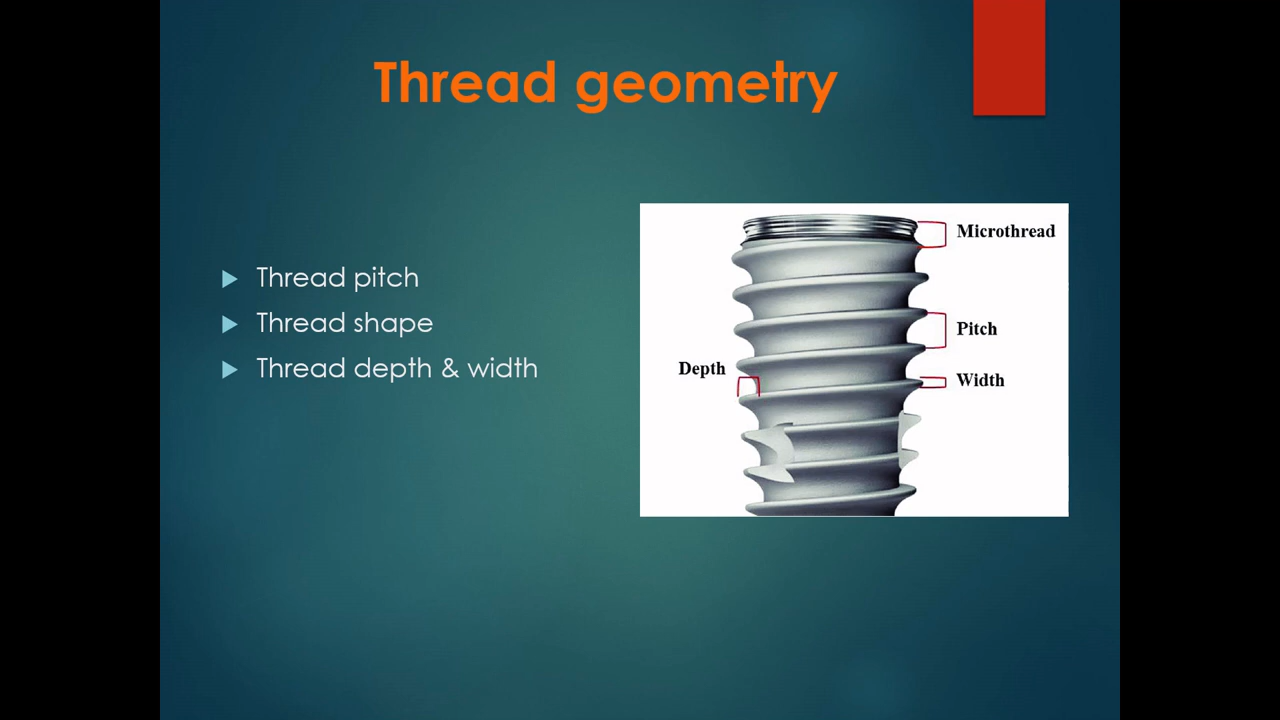 Thread geometry
Thread pitch
Thread shape
Thread depth & width
Microthread
Pitch
Depth
Width